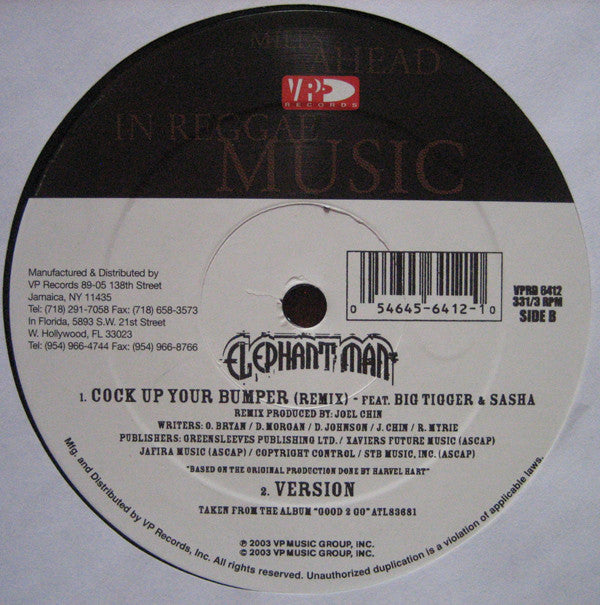 MILES
AHEAD
VP
RECORDS
IN REGGAE
MUSIC
Manufactured & Distributed by
VP Records 89-05 138th Street
Jamaica, NY 11435
Tel: (718) 291-7058 Fax: (718) 658-3573
In Florida, 5893 S.W. 21st Street
W. Hollywood, FL 33023
Tel: (954) 966-4744 Fax: (954) 966-8766
0 54645-6412-1 0
VPRD 6412
331/3 RPM
SIDE B
ELEPHANT MAN
1. COCK UP YOUR BUMPER (REMIX) - FEAT. BIG TIGGER & SASHA
REMIX PRODUCED BY: JOEL CHIN
WRITERS: O. BRYAN / D. MORGAN / D. JOHNSON / J. CHIN / R. MYRIE
PUBLISHERS: GREENSLEEVES PUBLISHING LTD. / XAVIERS FUTURE MUSIC (ASCAP)
JAFIRA MUSIC (ASCAP) / COPYRIGHT CONTROL / STB MUSIC, INC. (ASCAP)
"BASED ON THE ORIGINAL PRODUCTION DONE BY HARVEL HART"
2. VERSION
TAKEN FROM THE ALBUM "GOOD 2 GO" ATL83681
℗ 2003 VP MUSIC GROUP, INC.
© 2003 VP MUSIC GROUP, INC.
Mfg. and Distributed by VP Records, Inc. All rights reserved. Unauthorized duplication is a violation of applicable laws.